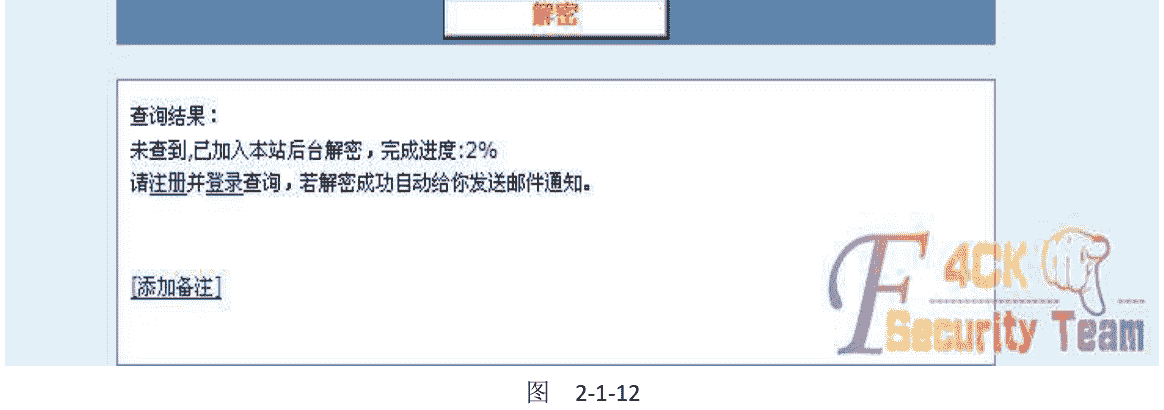 解密
查询结果：
未查到,已加入本站后台解密，完成进度:2%
请注册并登录查询，若解密成功自动给你发送邮件通知。
[添加备注]
F4CK
Security Team
图 2-1-12